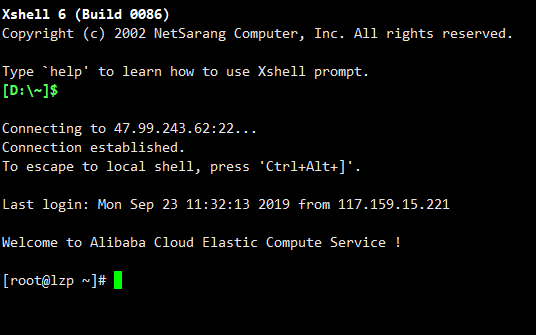 Xshell 6 (Build 0086)
Copyright (c) 2002 NetSarang Computer, Inc. All rights reserved.
Type `help' to learn how to use Xshell prompt.
[D:\~]$
Connecting to 47.99.243.62:22...
Connection established.
To escape to local shell, press 'Ctrl+Alt+]'.
Last login: Mon Sep 23 11:32:13 2019 from 117.159.15.221
Welcome to Alibaba Cloud Elastic Compute Service !
[root@lzp ~]#